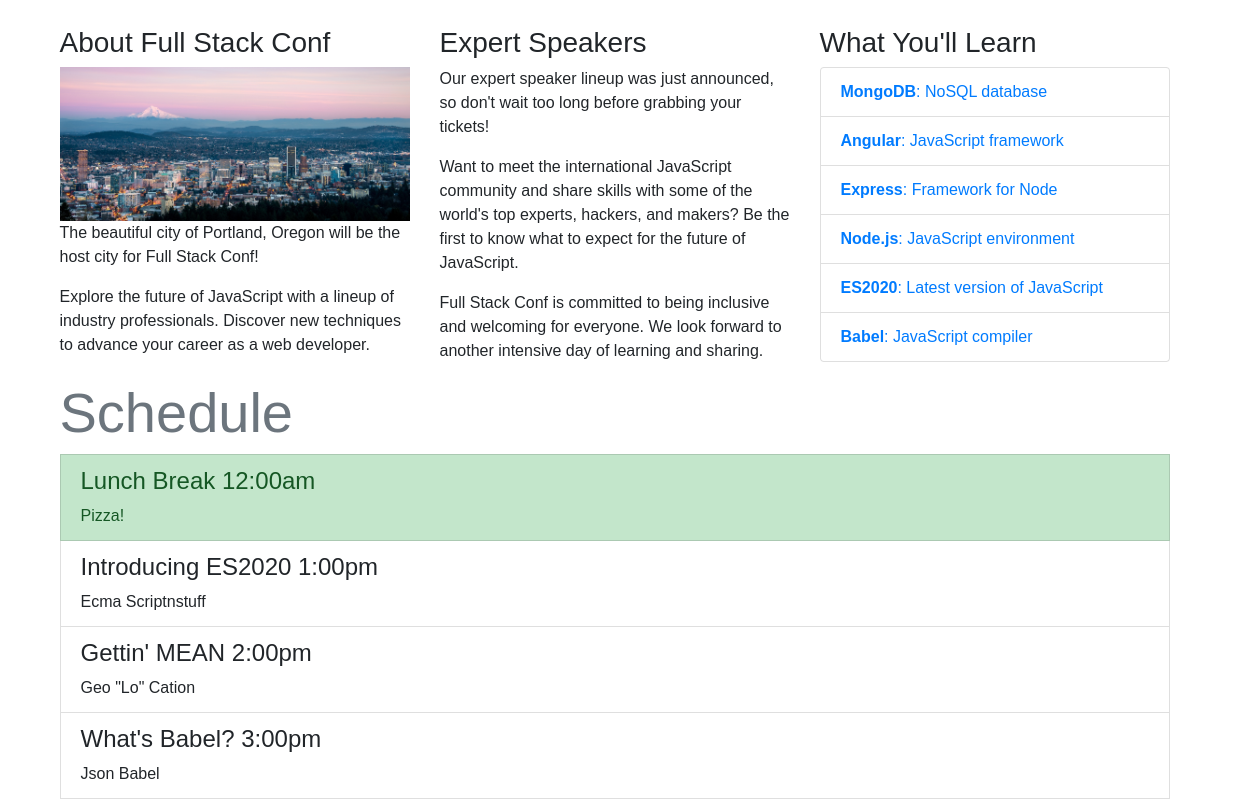 About Full Stack Conf
The beautiful city of Portland, Oregon will be the
host city for Full Stack Conf!
Explore the future of JavaScript with a lineup of
industry professionals. Discover new techniques
to advance your career as a web developer.
Expert Speakers
Our expert speaker lineup was just announced,
so don't wait too long before grabbing your
tickets!
Want to meet the international JavaScript
community and share skills with some of the
world's top experts, hackers, and makers? Be the
first to know what to expect for the future of
JavaScript.
Full Stack Conf is committed to being inclusive
and welcoming for everyone. We look forward to
another intensive day of learning and sharing.
What You'll Learn
MongoDB: NoSQL database
Angular: JavaScript framework
Express: Framework for Node
Node.js: JavaScript environment
ES2020: Latest version of JavaScript
Babel: JavaScript compiler
Schedule
Lunch Break 12:00am
Pizza!
Introducing ES2020 1:00pm
Ecma Scriptnstuff
Gettin' MEAN 2:00pm
Geo "Lo" Cation
What's Babel? 3:00pm
Json Babel